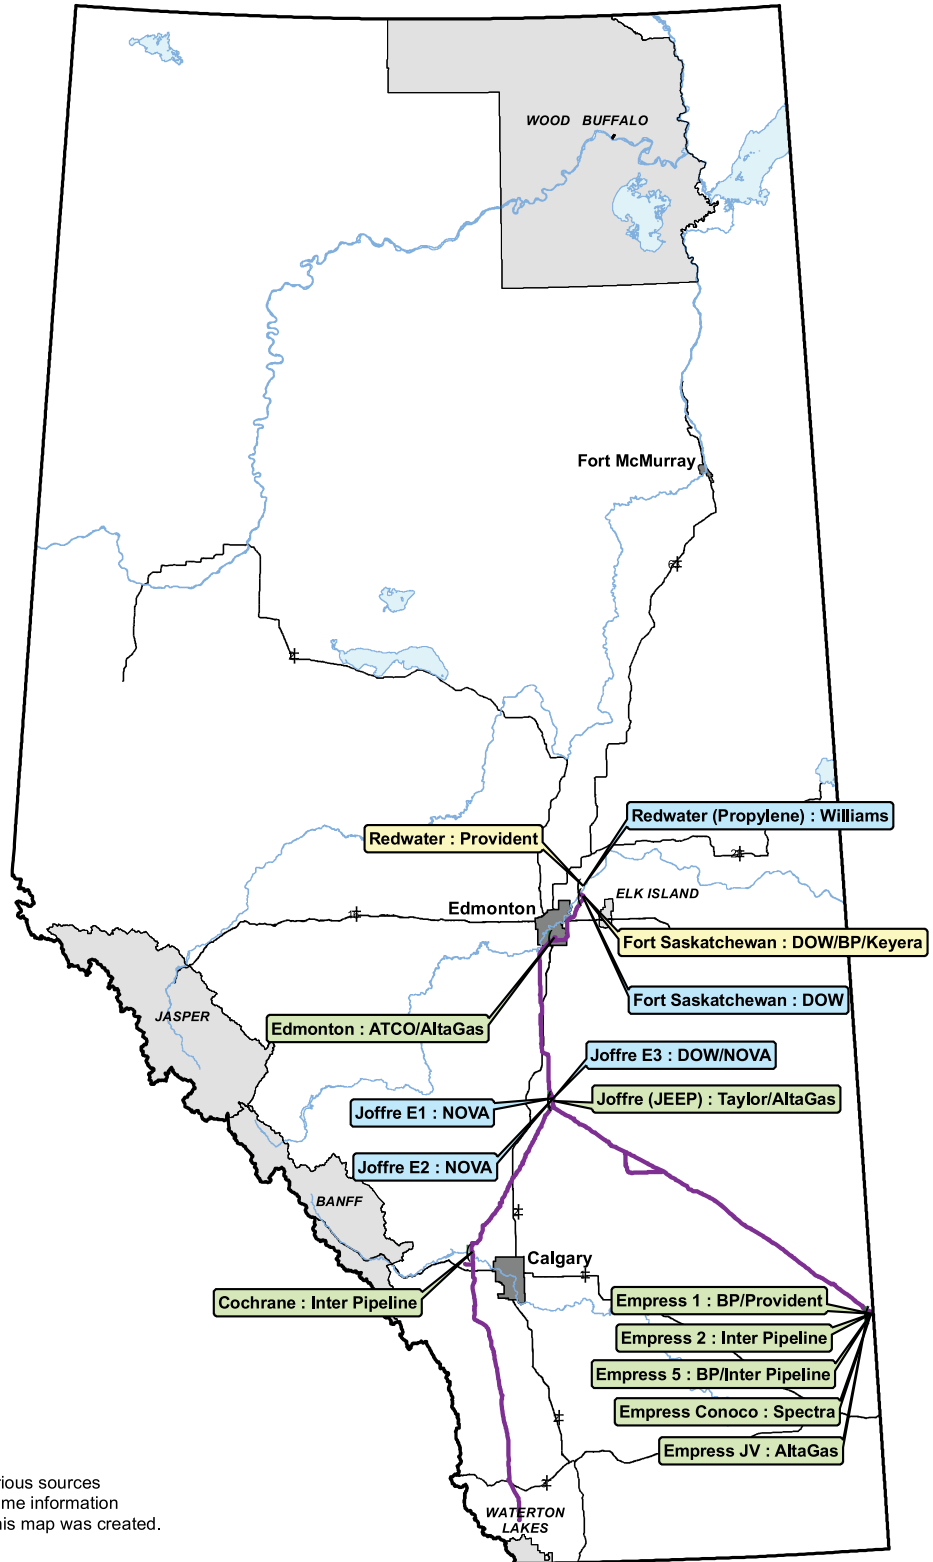 WOOD BUFFALO
Fort McMurray
Redwater (Propylene) : Williams
Redwater : Provident
ELK ISLAND
Edmonton
Fort Saskatchewan : DOW/BP/Keyera
Fort Saskatchewan : DOW
JASPER
Edmonton : ATCO/AltaGas
Joffre E3 : DOW/NOVA
Joffre (JEEP) : Taylor/AltaGas
Joffre E1 : NOVA
Joffre E2 : NOVA
BANFF
2
Calgary
Cochrane : Inter Pipeline
Empress 1 : BP/Provident
Empress 2 : Inter Pipeline
Empress 5 : BP/Inter Pipeline
Empress Conoco : Spectra
Empress JV : AltaGas
rious sources
me information
his map was created.
WATERTON
LAKES